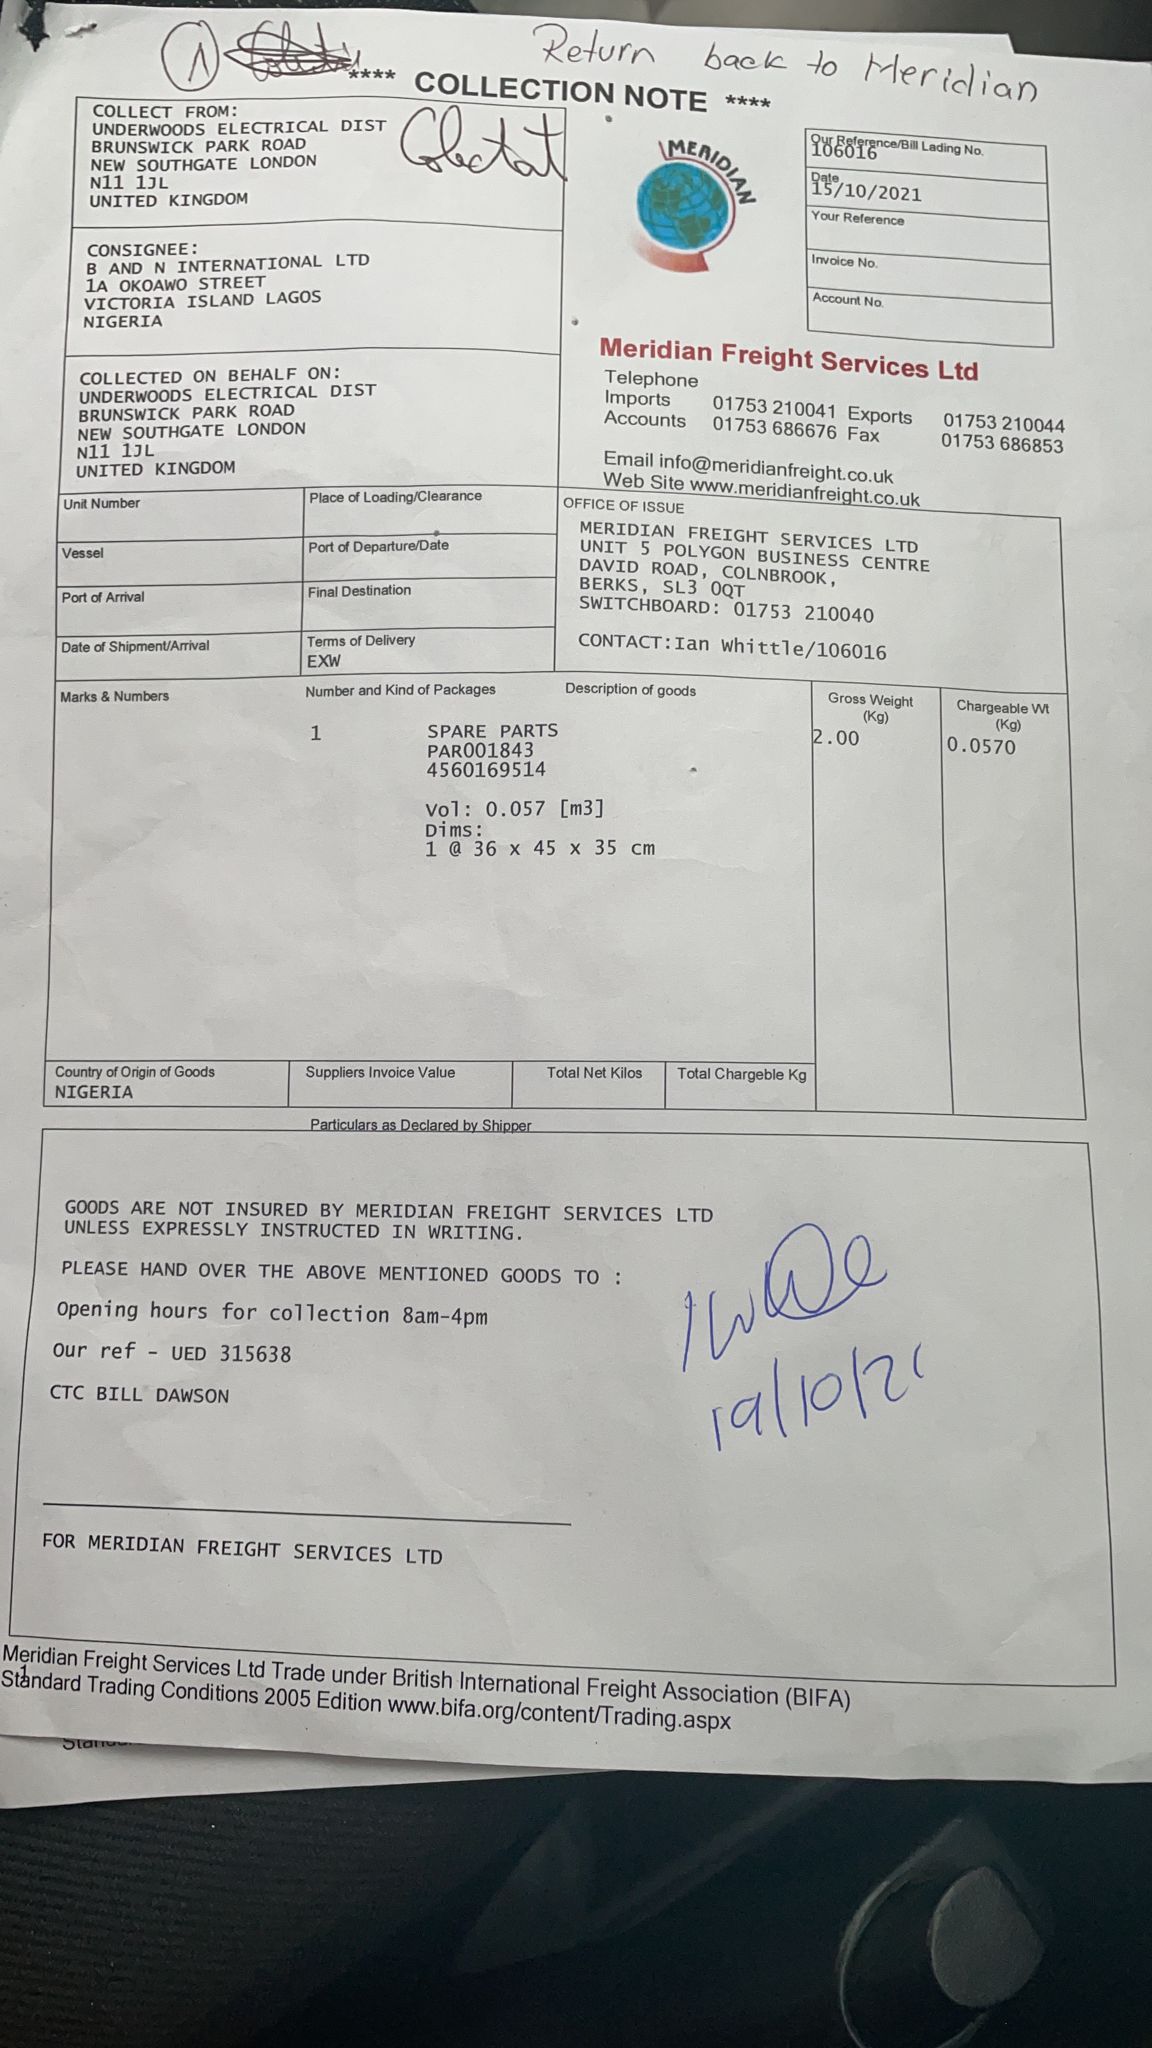 1
Return back to Meridian
**** COLLECTION NOTE ****
COLLECT FROM:
UNDERWOODS ELECTRICAL DIST
BRUNSWICK PARK ROAD
NEW SOUTHGATE LONDON
N11 1JL
UNITED KINGDOM
MERIDIAN
Our Reference/Bill Lading No.
106016
Date
15/10/2021
Your Reference
Invoice No.
Account No.
CONSIGNEE:
B AND N INTERNATIONAL LTD
1A OKOAWO STREET
VICTORIA ISLAND LAGOS
NIGERIA
COLLECTED ON BEHALF ON:
UNDERWOODS ELECTRICAL DIST
BRUNSWICK PARK ROAD
NEW SOUTHGATE LONDON
N11 1JL
UNITED KINGDOM
Meridian Freight Services Ltd
Telephone
Imports 01753 210041 Exports 01753 210044
Accounts 01753 686676 Fax 01753 686853
Email info@meridianfreight.co.uk
Web Site www.meridianfreight.co.uk
Unit Number
Place of Loading/Clearance
Vessel
Port of Departure/Date
Port of Arrival
Final Destination
Date of Shipment/Arrival
Terms of Delivery
EXW
OFFICE OF ISSUE
MERIDIAN FREIGHT SERVICES LTD
UNIT 5 POLYGON BUSINESS CENTRE
DAVID ROAD, COLNBROOK,
BERKS, SL3 0QT
SWITCHBOARD: 01753 210040
CONTACT:Ian Whittle/106016
Marks & Numbers
Number and Kind of Packages
Description of goods
Gross Weight
(Kg)
Chargeable Wt
(Kg)
1
SPARE PARTS
PAR001843
4560169514
2.00
0.0570
Vol: 0.057 [m3]
Dims:
1 @ 36 x 45 x 35 cm
Country of Origin of Goods
NIGERIA
Suppliers Invoice Value
Total Net Kilos
Total Chargeble Kg
Particulars as Declared by Shipper
GOODS ARE NOT INSURED BY MERIDIAN FREIGHT SERVICES LTD
UNLESS EXPRESSLY INSTRUCTED IN WRITING.
PLEASE HAND OVER THE ABOVE MENTIONED GOODS TO :
Opening hours for collection 8am-4pm
Our ref - UED 315638
CTC BILL DAWSON
19/10/21
FOR MERIDIAN FREIGHT SERVICES LTD
Meridian Freight Services Ltd Trade under British International Freight Association (BIFA)
1
Standard Trading Conditions 2005 Edition www.bifa.org/content/Trading.aspx